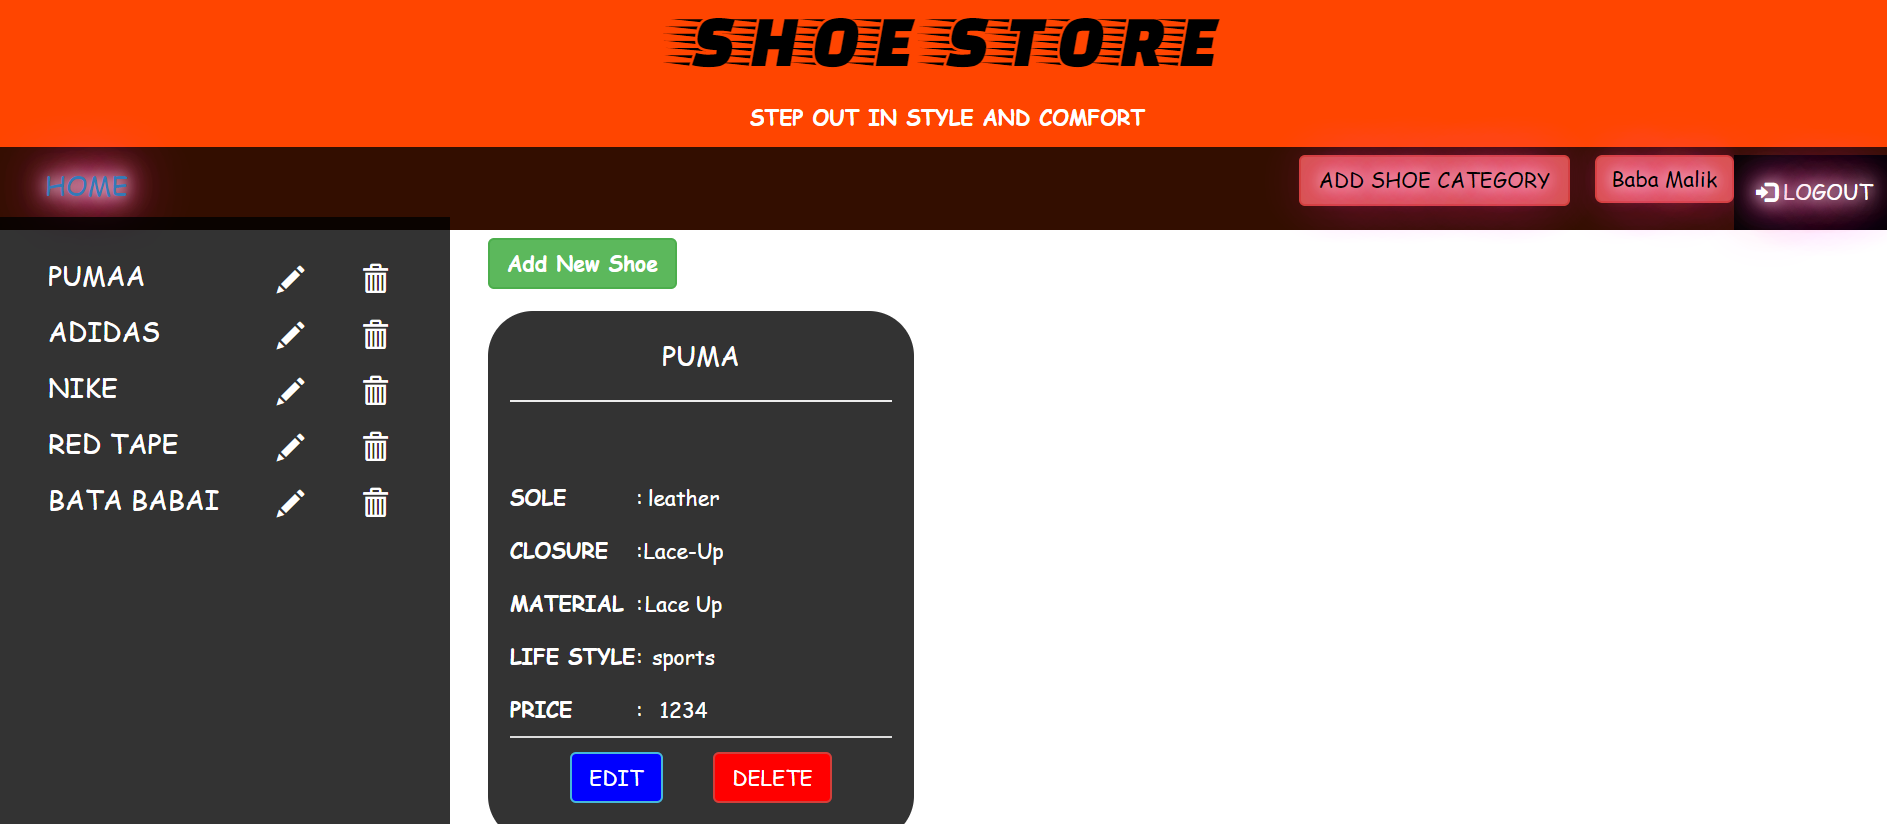 SHOE STORE
STEP OUT IN STYLE AND COMFORT
HOME
ADD SHOE CATEGORY
Baba Malik
LOGOUT
PUMAA
ADIDAS
NIKE
RED TAPE
BATA BABAI
Add New Shoe
PUMA
SOLE : leather
CLOSURE :Lace-Up
MATERIAL :Lace Up
LIFE STYLE: sports
PRICE : 1234
EDIT
DELETE